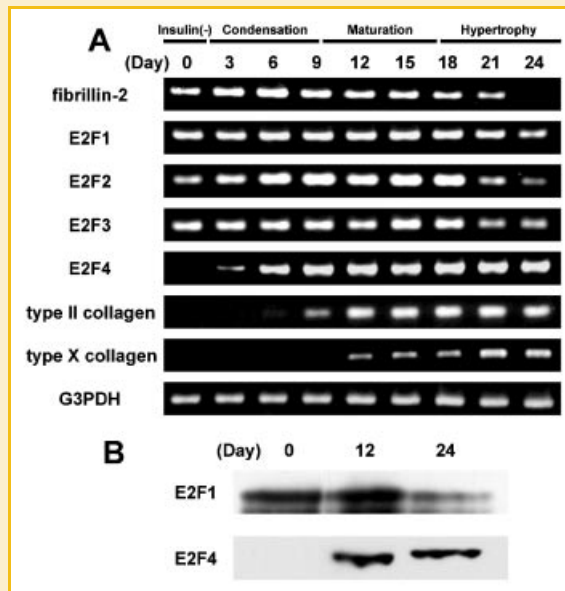 A
Insulin(-) Condensation Maturation Hypertrophy
(Day) 0 3 6 9 12 15 18 21 24
fibrillin-2
E2F1
E2F2
E2F3
E2F4
type II collagen
type X collagen
G3PDH
B
(Day) 0 12 24
E2F1
E2F4